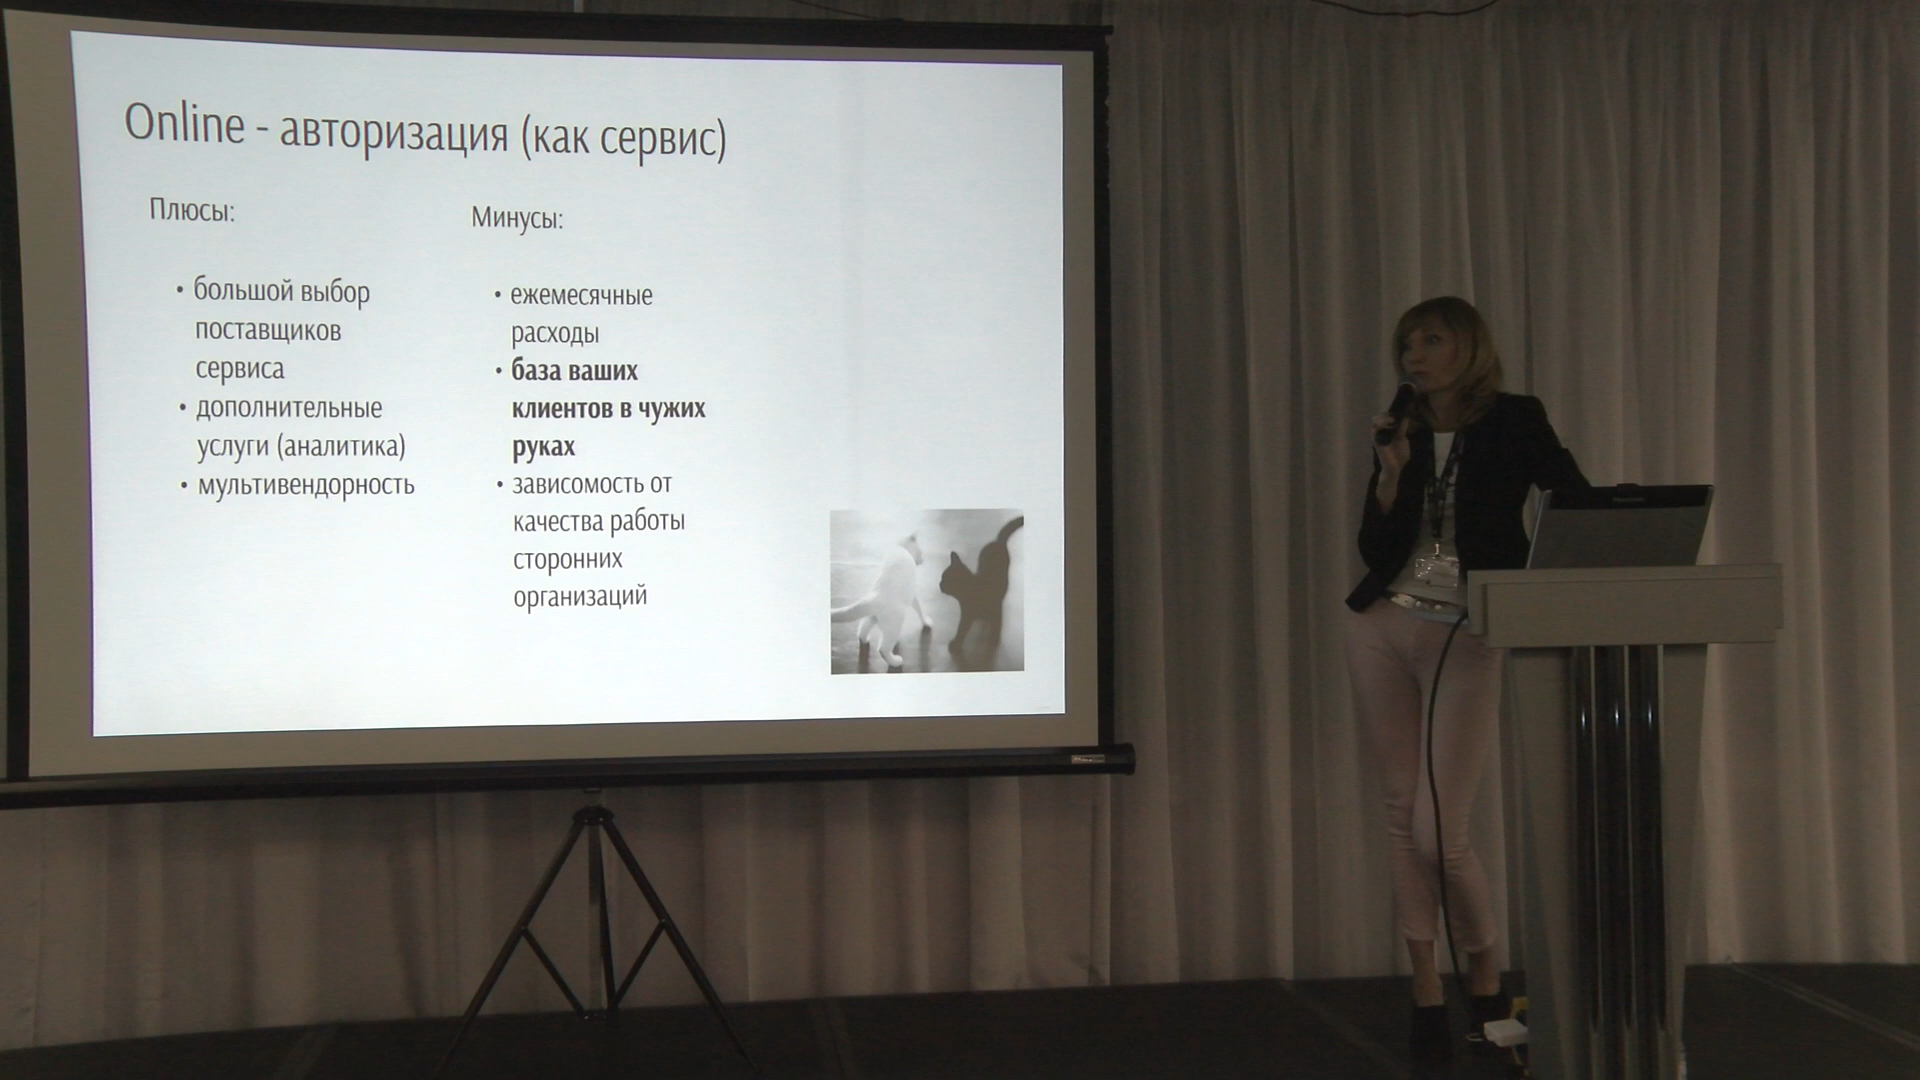 Online - авторизация (как сервис)
Плюсы:
• большой выбор
поставщиков
сервиса
• дополнительные
услуги (аналитика)
• мультивендорность
Минусы:
• ежемесячные
расходы
• база ваших
клиентов в чужих
руках
• зависимость от
качества работы
сторонних
организаций